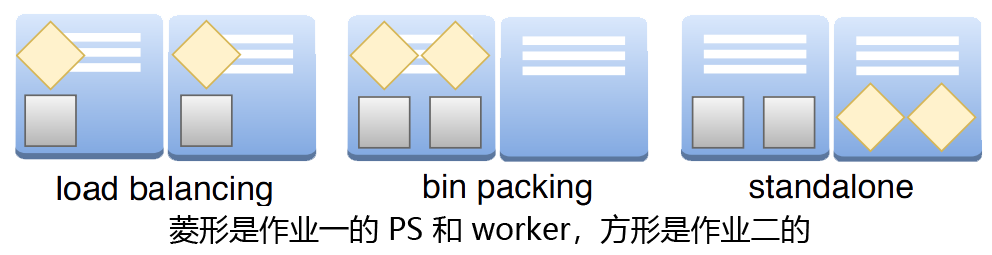 load balancing
bin packing
standalone
菱形是作业一的 PS 和 worker，方形是作业二的